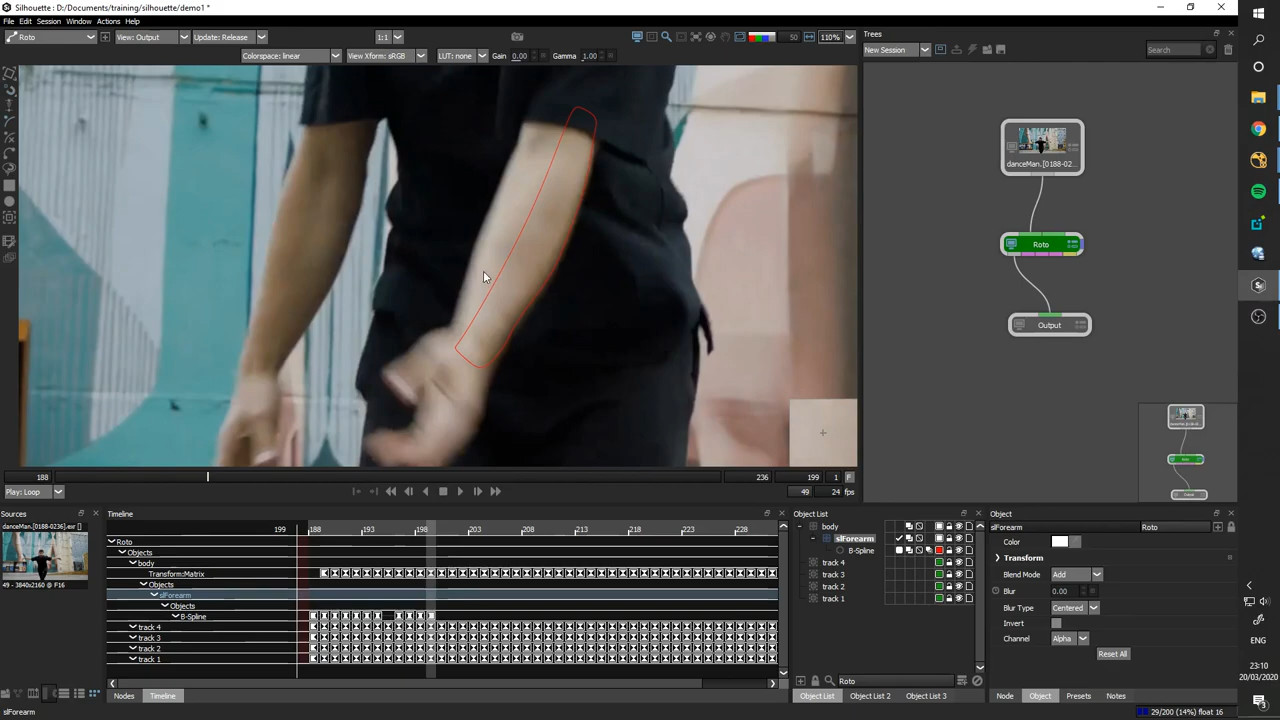 Silhouette : D:/Documents/training/silhouette/demo1 *
File Edit Session Window Actions Help
Roto View: Output Update: Release 1:1 50 110%
Colorspace: linear View Xform: sRGB LUT: none Gain 0.00 Gamma 1.00
Trees
New Session Search
danceMan.[0188-02...
Roto
Output
188 236 199 1 F
Play: Loop 49 24 fps
Sources
danceMan.[0188-0236].exr []
49 - 3840x2160 @ F16
Timeline
199 188 193 198 203 208 213 218 223 228
Roto
Objects
body
Transform:Matrix
Objects
slForearm
Objects
B-Spline
track 4
track 3
track 2
track 1
Nodes Timeline
Object List
body
slForearm
B-Spline
track 4
track 3
track 2
track 1
Roto
Object List Object List 2 Object List 3
Object
slForearm Roto
Color
Transform
Blend Mode Add
Blur 0.00
Blur Type Centered
Invert
Channel Alpha
Reset All
Node Object Presets Notes
slForearm
29/200 (14%) float 16
ENG
23:10
20/03/2020